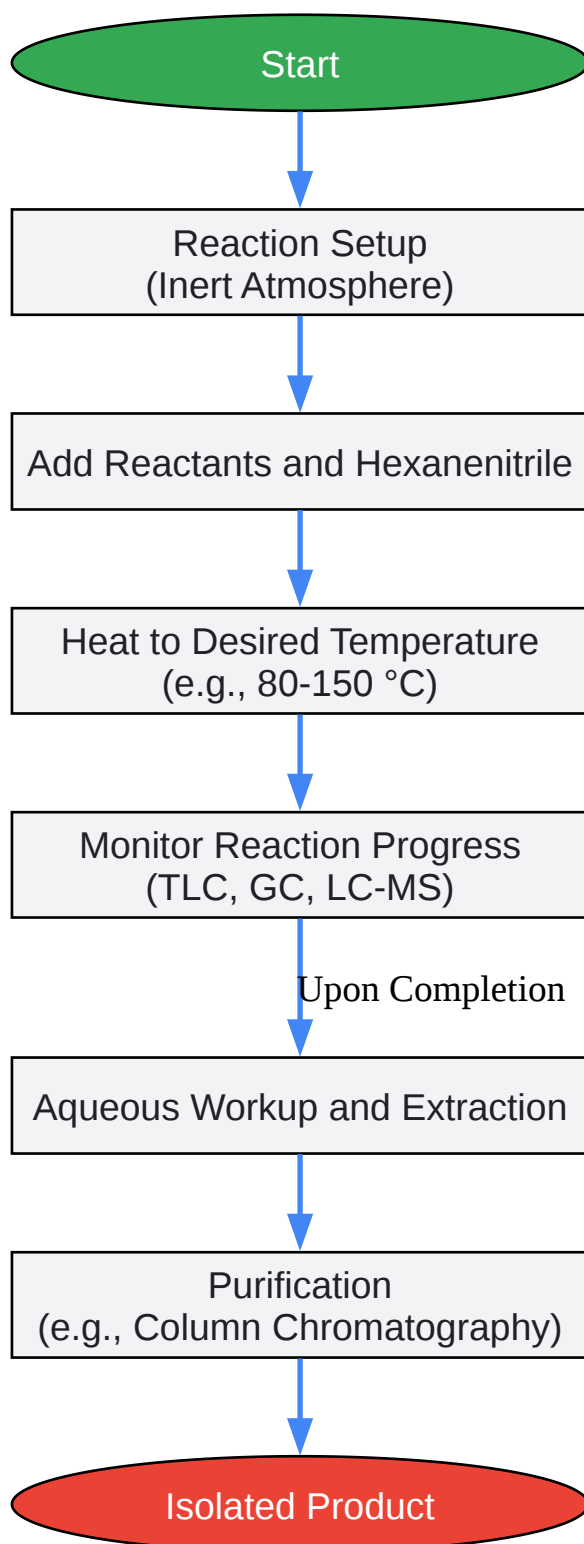 Start
Reaction Setup
(Inert Atmosphere)
Add Reactants and Hexanenitrile
Heat to Desired Temperature
(e.g., 80-150 °C)
Monitor Reaction Progress
(TLC, GC, LC-MS)
Upon Completion
Aqueous Workup and Extraction
Purification
(e.g., Column Chromatography)
Isolated Product